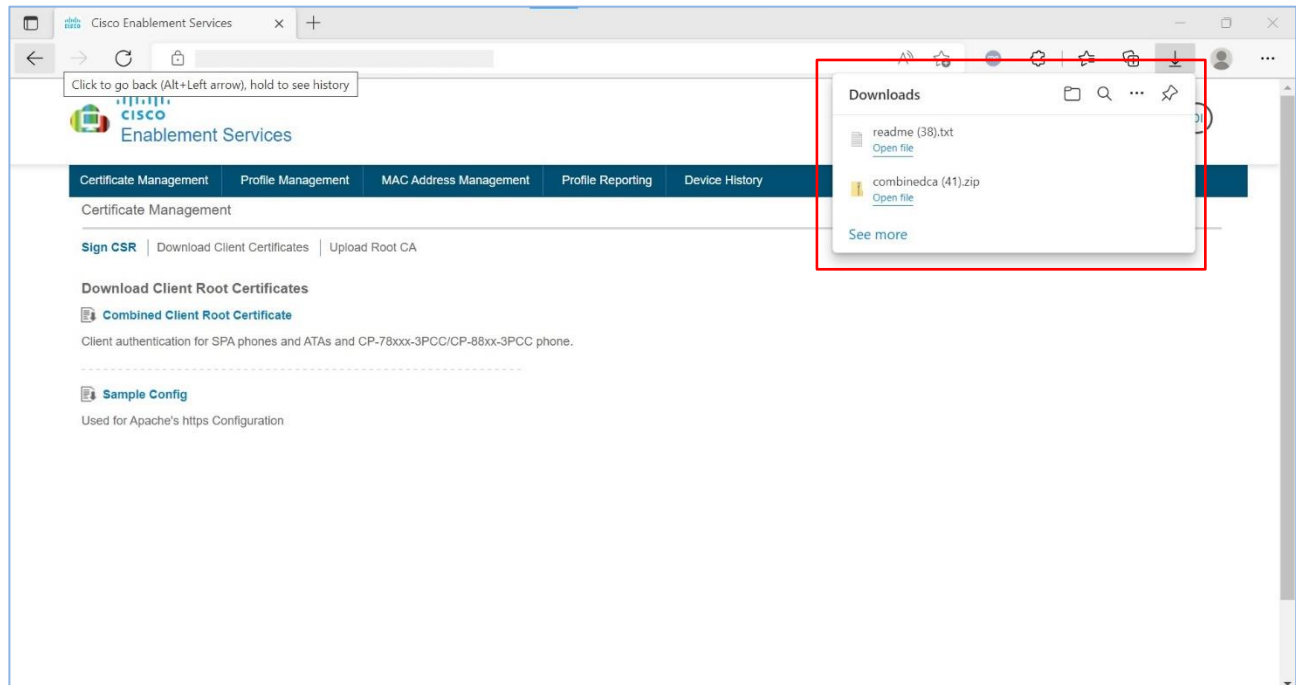 Cisco Enablement Services
Click to go back (Alt+Left arrow), hold to see history
CISCO
Enablement Services
Downloads
readme (38).txt
Open file
combinedca (41).zip
Open file
See more
Certificate Management Profile Management MAC Address Management Profile Reporting Device History
Certificate Management
Sign CSR | Download Client Certificates | Upload Root CA
Download Client Root Certificates
Combined Client Root Certificate
Client authentication for SPA phones and ATAs and CP-78xxx-3PCC/CP-88xx-3PCC phone.
Sample Config
Used for Apache's https Configuration